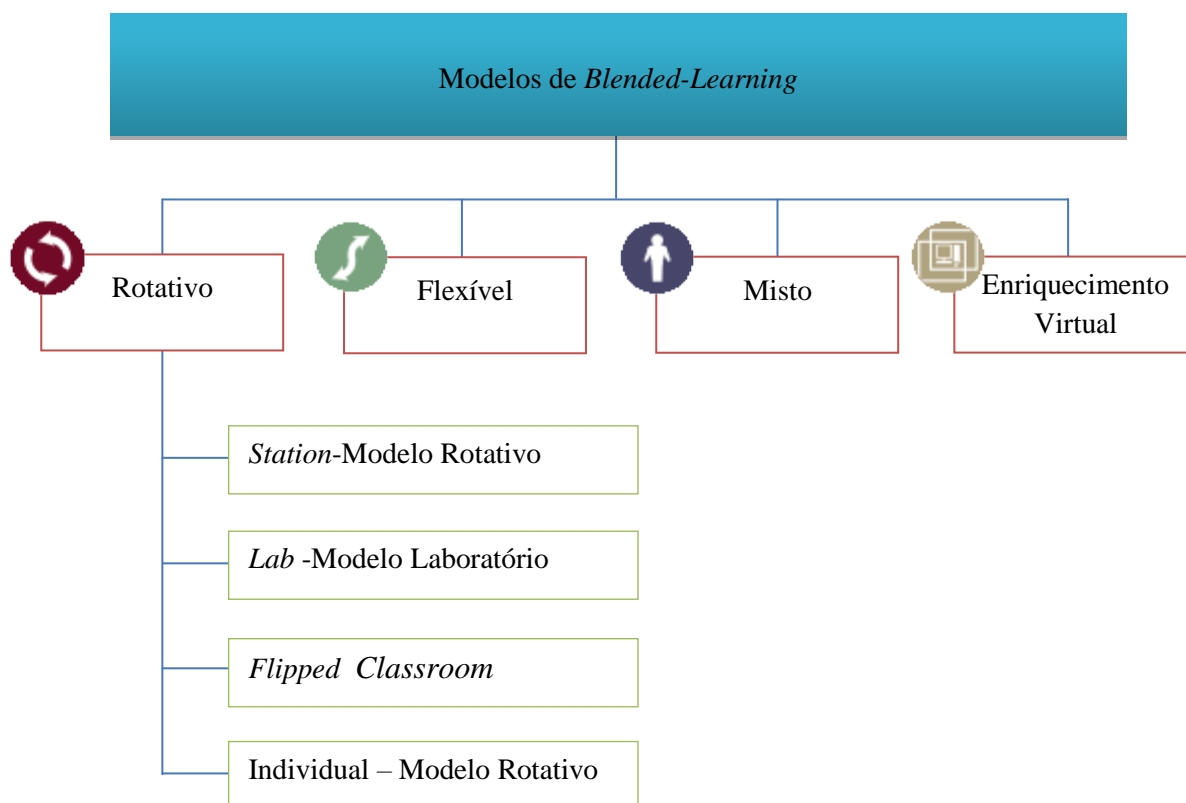 Modelos de Blended-Learning
Rotativo
Flexível
Misto
Enriquecimento
Virtual
Station-Modelo Rotativo
Lab -Modelo Laboratório
Flipped Classroom
Individual – Modelo Rotativo